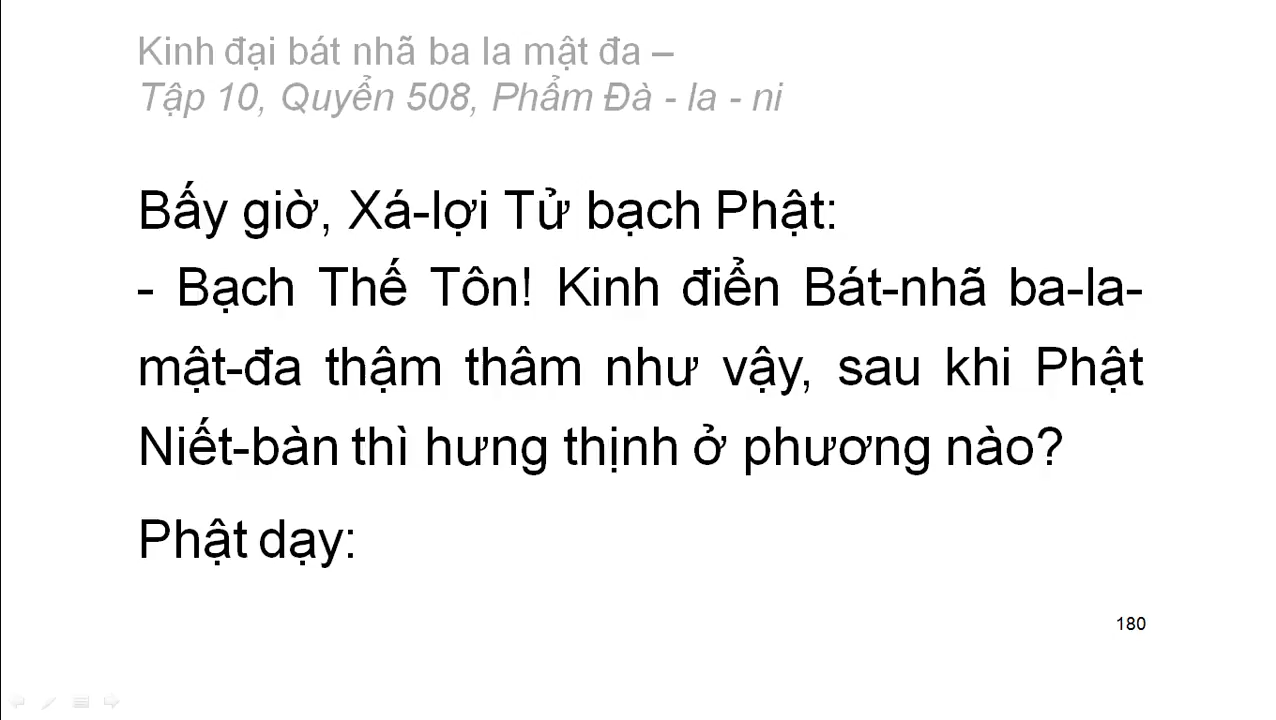 Kinh đại bát nhã ba la mật đa –
Tập 10, Quyển 508, Phẩm Đà - la - ni
Bấy giờ, Xá-lợi Tử bạch Phật:
- Bạch Thế Tôn! Kinh điển Bát-nhã ba-la-
mật-đa thậm thâm như vậy, sau khi Phật
Niết-bàn thì hưng thịnh ở phương nào?
Phật dạy:
180